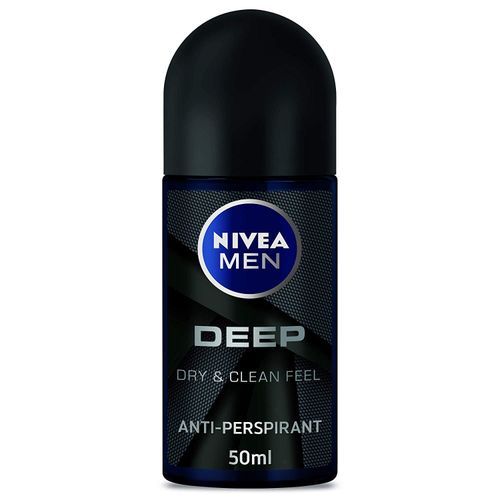 NIVEA
MEN
DEEP
DRY & CLEAN FEEL
ANTI-PERSPIRANT
50ml